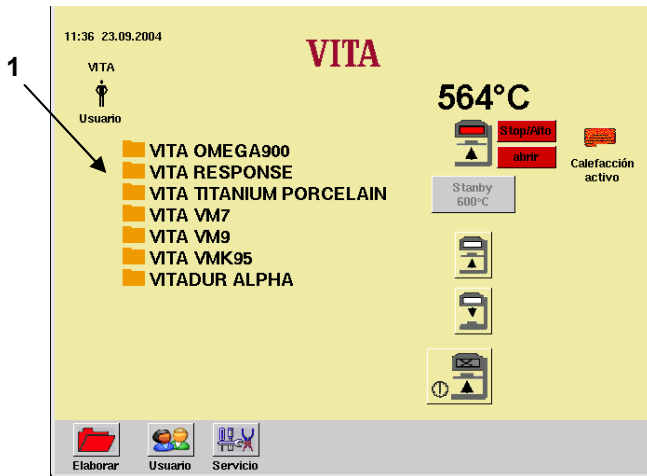 11:36 23.09.2004
VITA
1
VITA
Usuario
564°C
Stop/Alto
abrir
Calefacción
activo
Stanby
600°C
VITA OMEGA900
VITA RESPONSE
VITA TITANIUM PORCELAIN
VITA VM7
VITA VM9
VITA VMK95
VITADUR ALPHA
Elaborar
Usuario
Servicio